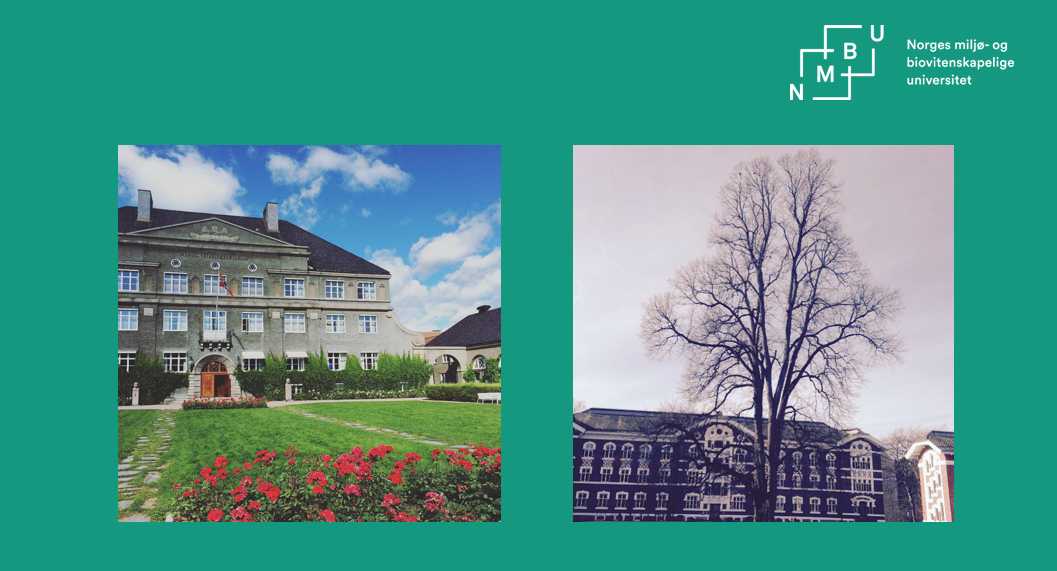 N M B U
Norges miljø- og
biovitenskapelige
universitet